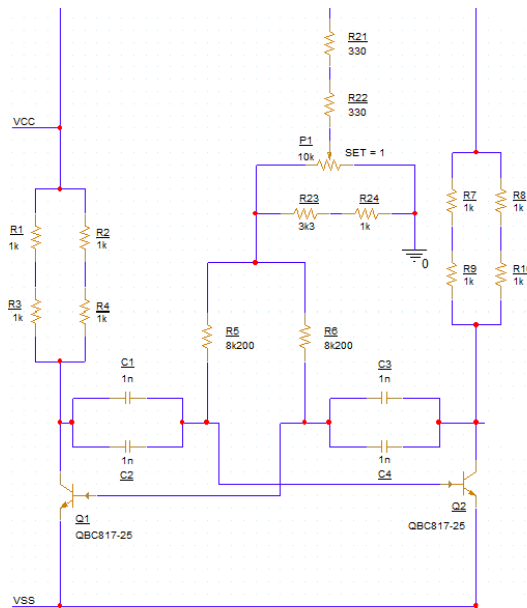 R21
330
R22
330
VCC
P1
10k
SET = 1
R1
1k
R2
1k
R23
3k3
R24
1k
R7
1k
R8
1k
0
R3
1k
R4
1k
R9
1k
1k
R5
8k200
R6
8k200
C1
1n
C3
1n
1n
C2
1n
C4
Q1
QBC817-25
Q2
QBC817-25
VSS